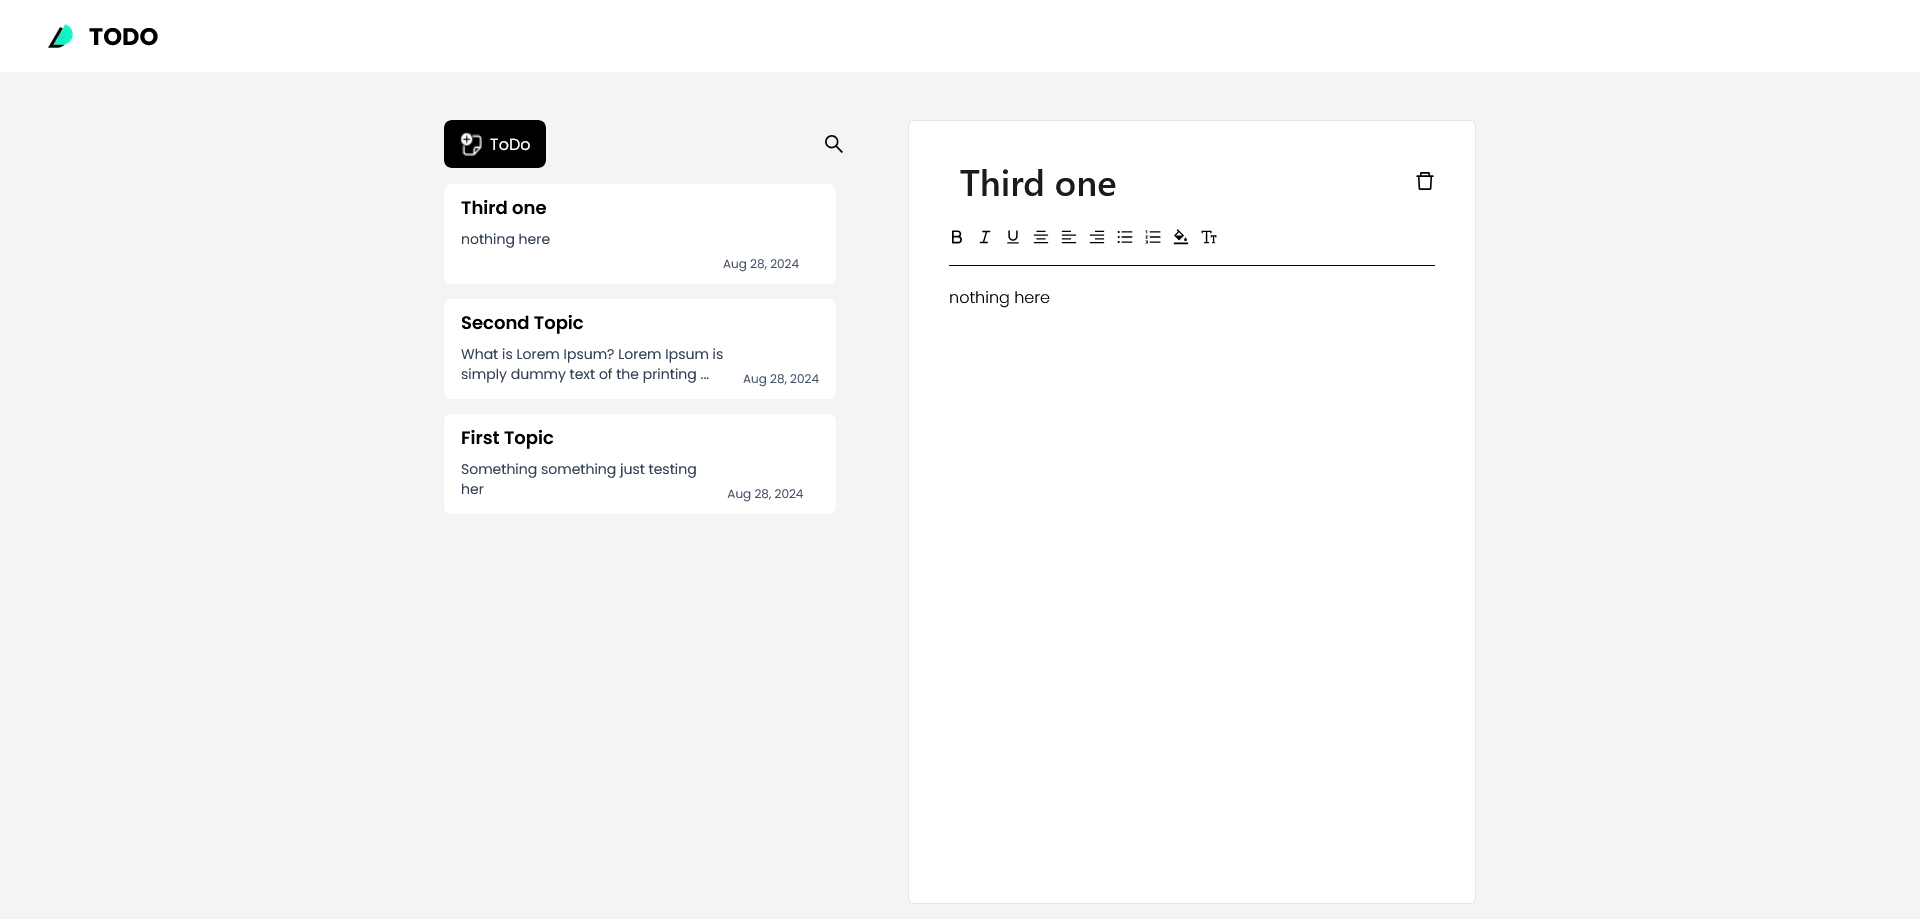 TODO
ToDo
Third one
nothing here
Aug 28, 2024
Second Topic
What is Lorem Ipsum? Lorem Ipsum is
simply dummy text of the printing ...
Aug 28, 2024
First Topic
Something something just testing
her
Aug 28, 2024
Third one
nothing here